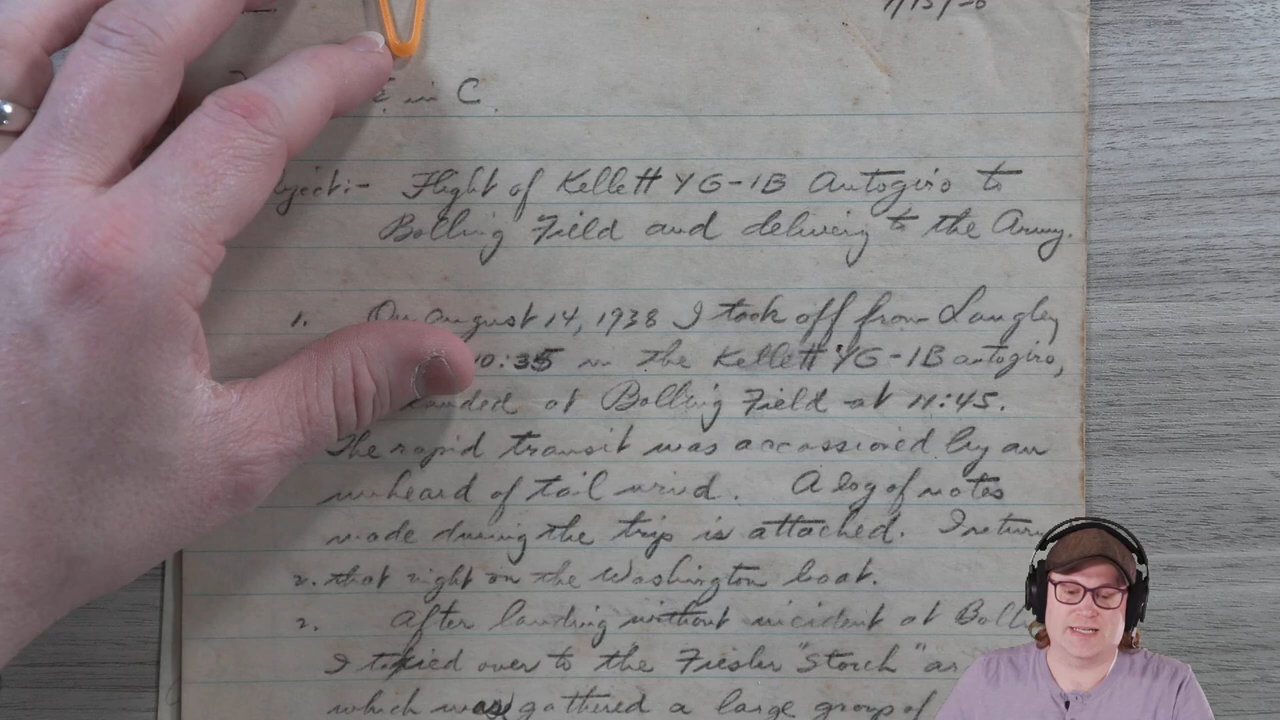 in C.
Subject:- Flight of Kellett YG-1B Autogiro to
Bolling Field and delivery to the Army.
1. On August 14, 1938 I took off from Langley
10:35 in the Kellett YG-1B autogiro,
landed at Bolling Field at 11:45.
The rapid transit was occassioned by an
unheard of tail wind. A log of notes
made during the trip is attached. I return
2. that night on the Washington boat.
2. After landing without incident at Boll
I taxied over to the Fiesler "Storch"
which was gathered a large group of